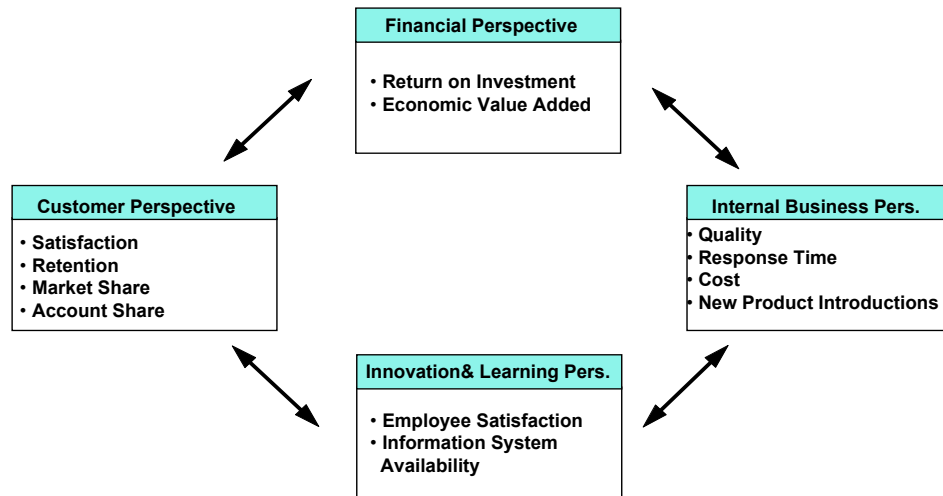 Financial Perspective
• Return on Investment
• Economic Value Added
Customer Perspective
• Satisfaction
• Retention
• Market Share
• Account Share
Internal Business Pers.
• Quality
• Response Time
• Cost
• New Product Introductions
Innovation& Learning Pers.
• Employee Satisfaction
• Information System
Availability